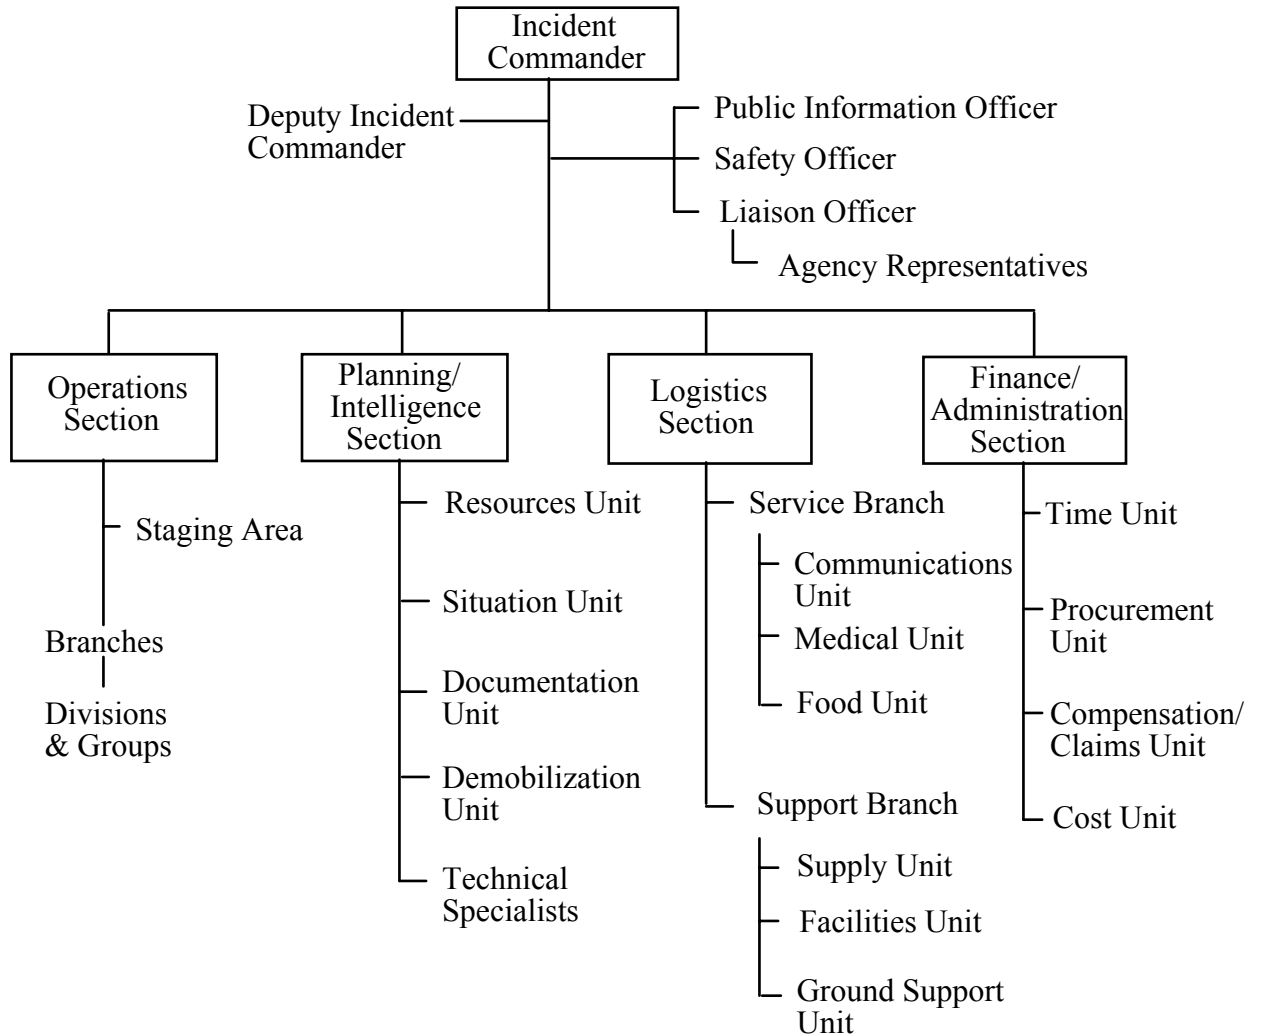 Incident
Commander
Deputy Incident
Commander
Public Information Officer
Safety Officer
Liaison Officer
Agency Representatives
Operations
Section
Planning/
Intelligence
Section
Logistics
Section
Finance/
Administration
Section
Staging Area
Branches
Divisions
& Groups
Resources Unit
Situation Unit
Documentation
Unit
Demobilization
Unit
Technical
Specialists
Service Branch
Communications
Unit
Medical Unit
Food Unit
Support Branch
Supply Unit
Facilities Unit
Ground Support
Unit
Time Unit
Procurement
Unit
Compensation/
Claims Unit
Cost Unit